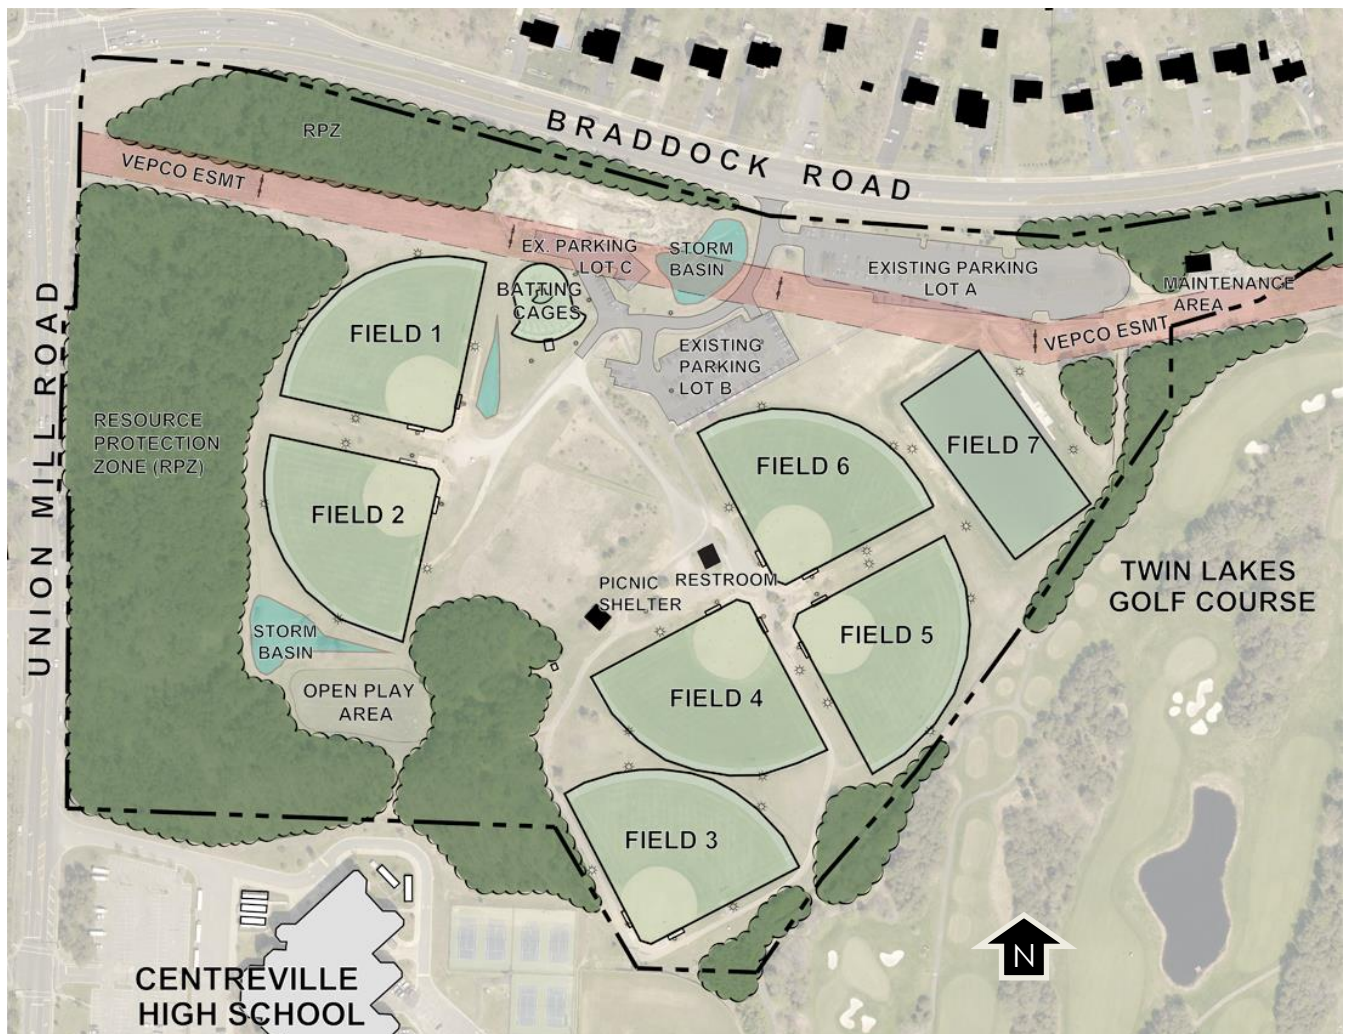 BRADDOCK ROAD
RPZ
VEPCO ESMT
EX. PARKING
LOT C
STORM
BASIN
EXISTING PARKING
LOT A
MAINTENANCE
AREA
VEPCO ESMT
BATTING
CAGES
FIELD 1
EXISTING
PARKING
LOT B
UNION MILL ROAD
RESOURCE
PROTECTION
ZONE (RPZ)
FIELD 2
FIELD 6
FIELD 7
PICNIC
SHELTER
RESTROOM
TWIN LAKES
GOLF COURSE
STORM
BASIN
FIELD 5
OPEN PLAY
AREA
FIELD 4
FIELD 3
N
CENTREVILLE
HIGH SCHOOL